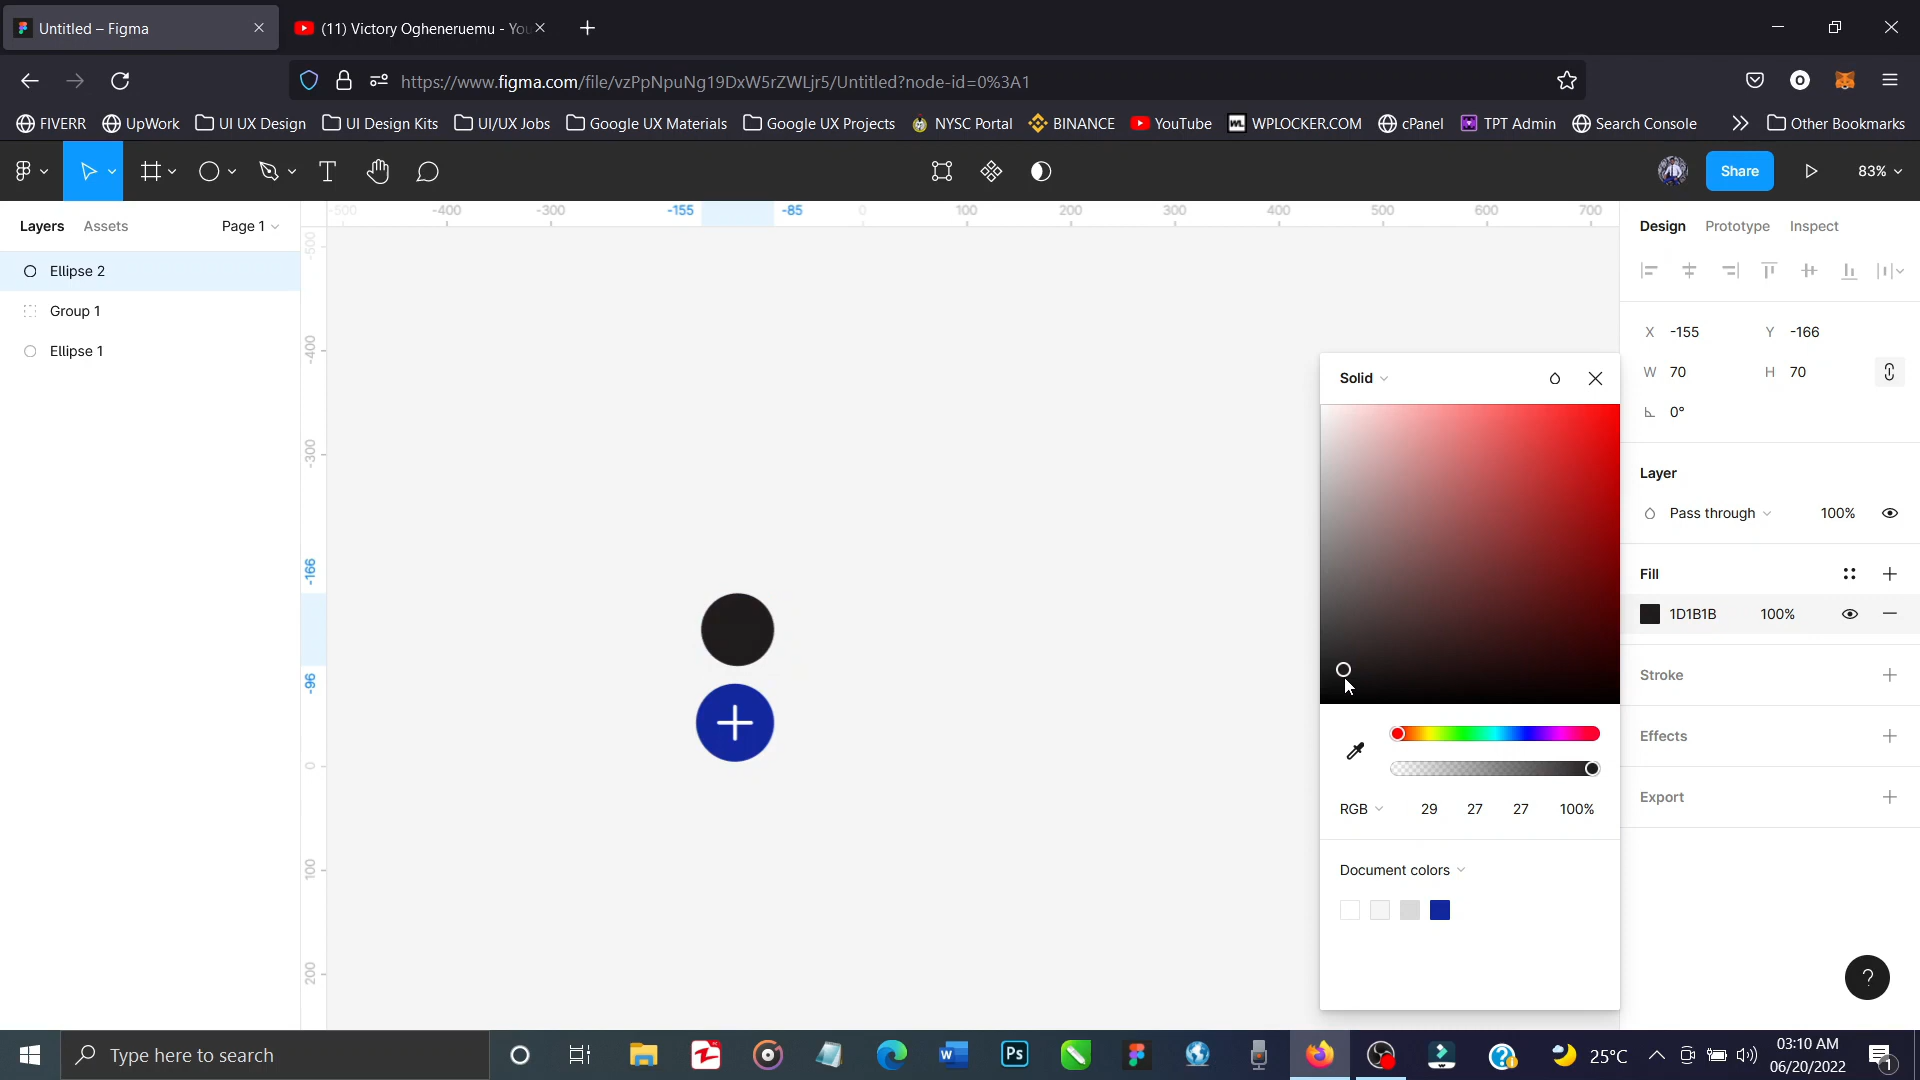 Untitled – Figma
(11) Victory Ogheneruemu - You
https://www.figma.com/file/vzPpNpuNg19DxW5rZWLjr5/Untitled?node-id=0%3A1
FIVERR UpWork UI UX Design UI Design Kits UI/UX Jobs Google UX Materials Google UX Projects NYSC Portal BINANCE YouTube WPLOCKER.COM cPanel TPT Admin Search Console Other Bookmarks
Share 83%
Layers Assets Page 1
-500 -400 -300 -155 -85 0 100 200 300 400 500 600 700
Design Prototype Inspect
Ellipse 2
Group 1
Ellipse 1
-500
-400
-300
-166
-96
0
100
200
X -155 Y -166
W 70 H 70
0°
Layer
Pass through 100%
Fill
1D1B1B 100%
Stroke
Effects
Export
Solid
RGB 29 27 27 100%
Document colors
?
Type here to search
Ps
25°C
03:10 AM
06/20/2022
1